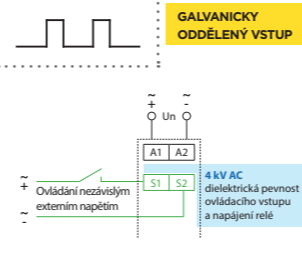 GALVANICKY
ODDĚLENÝ VSTUP
~ ~
+ -
Un
A1 A2
S1 S2
~
+
Ovládání nezávislým
externím napětím
~
-
4 kV AC
dielektrická pevnost
ovládacího vstupu
a napájení relé